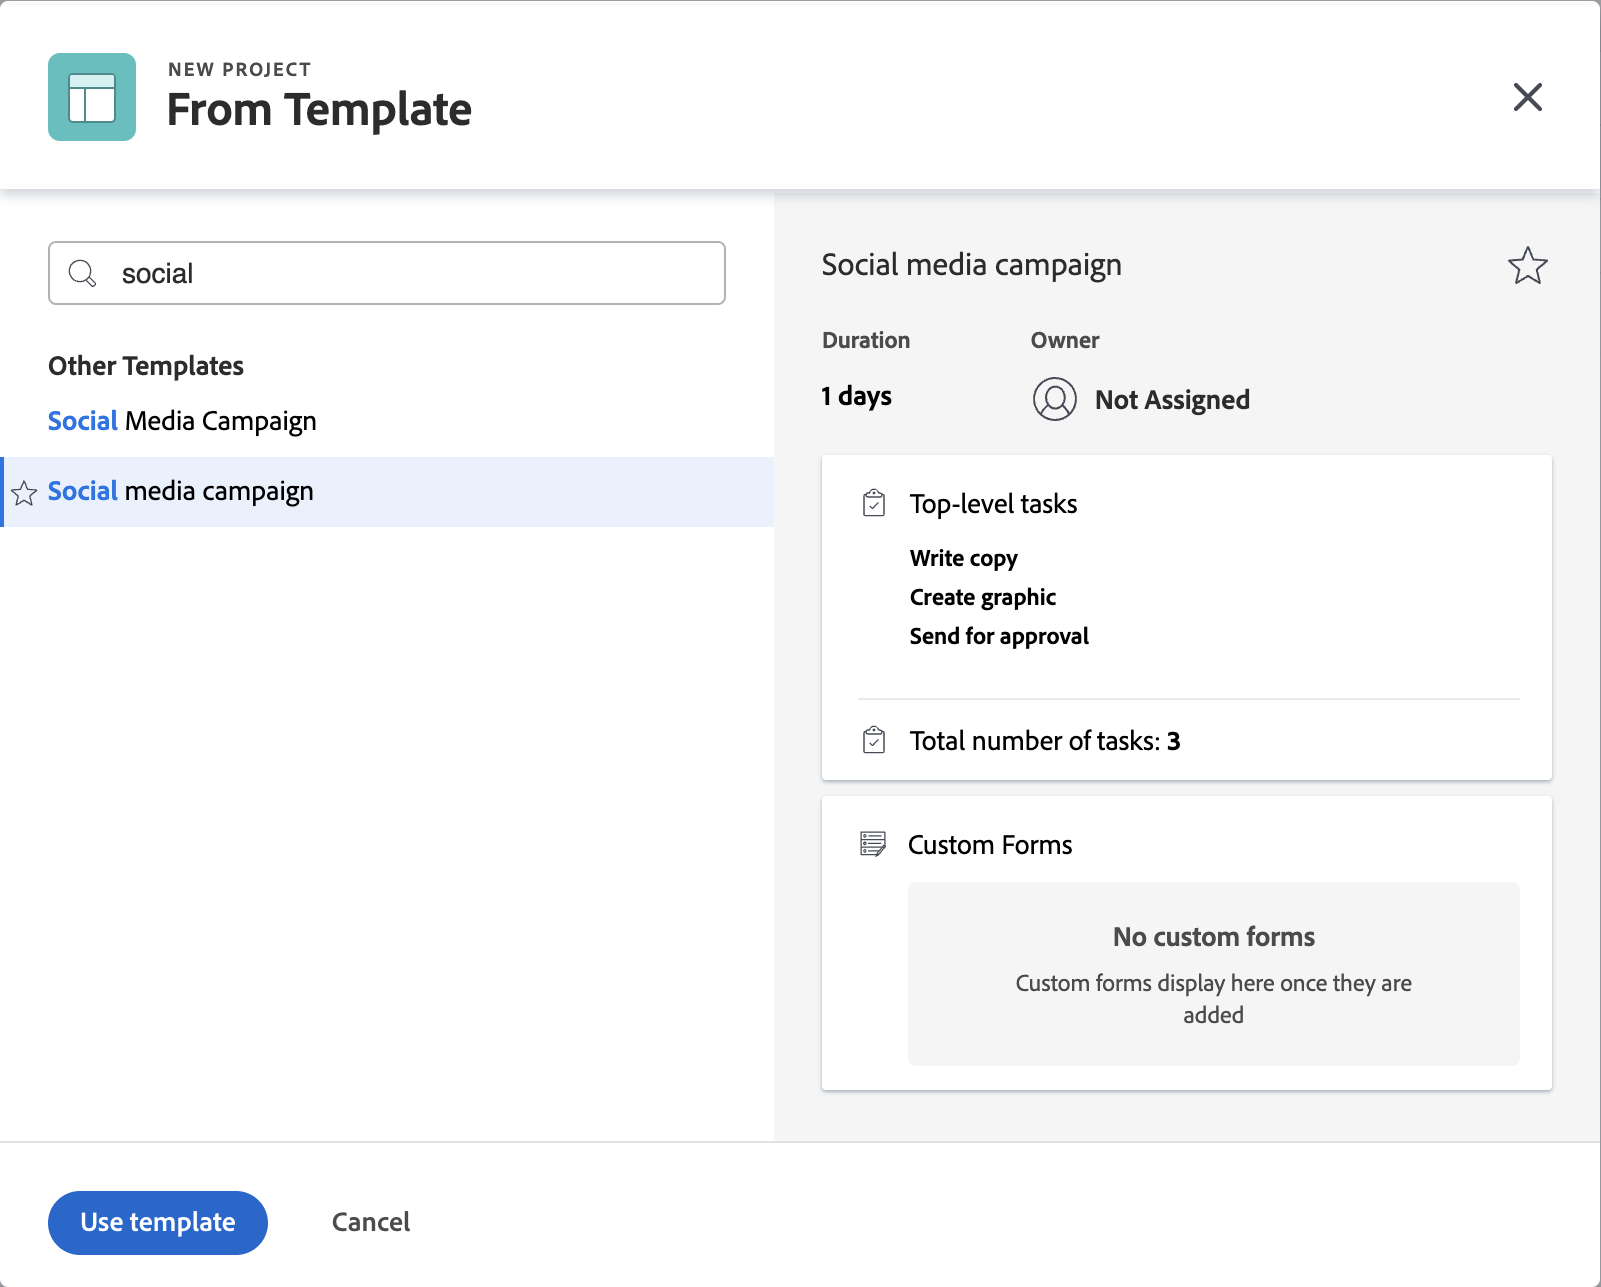 NEW PROJECT
From Template
social
Other Templates
Social Media Campaign
Social media campaign
Social media campaign
Duration
Owner
1 days
Not Assigned
Top-level tasks
Write copy
Create graphic
Send for approval
Total number of tasks: 3
Custom Forms
No custom forms
Custom forms display here once they are
added
Use template
Cancel